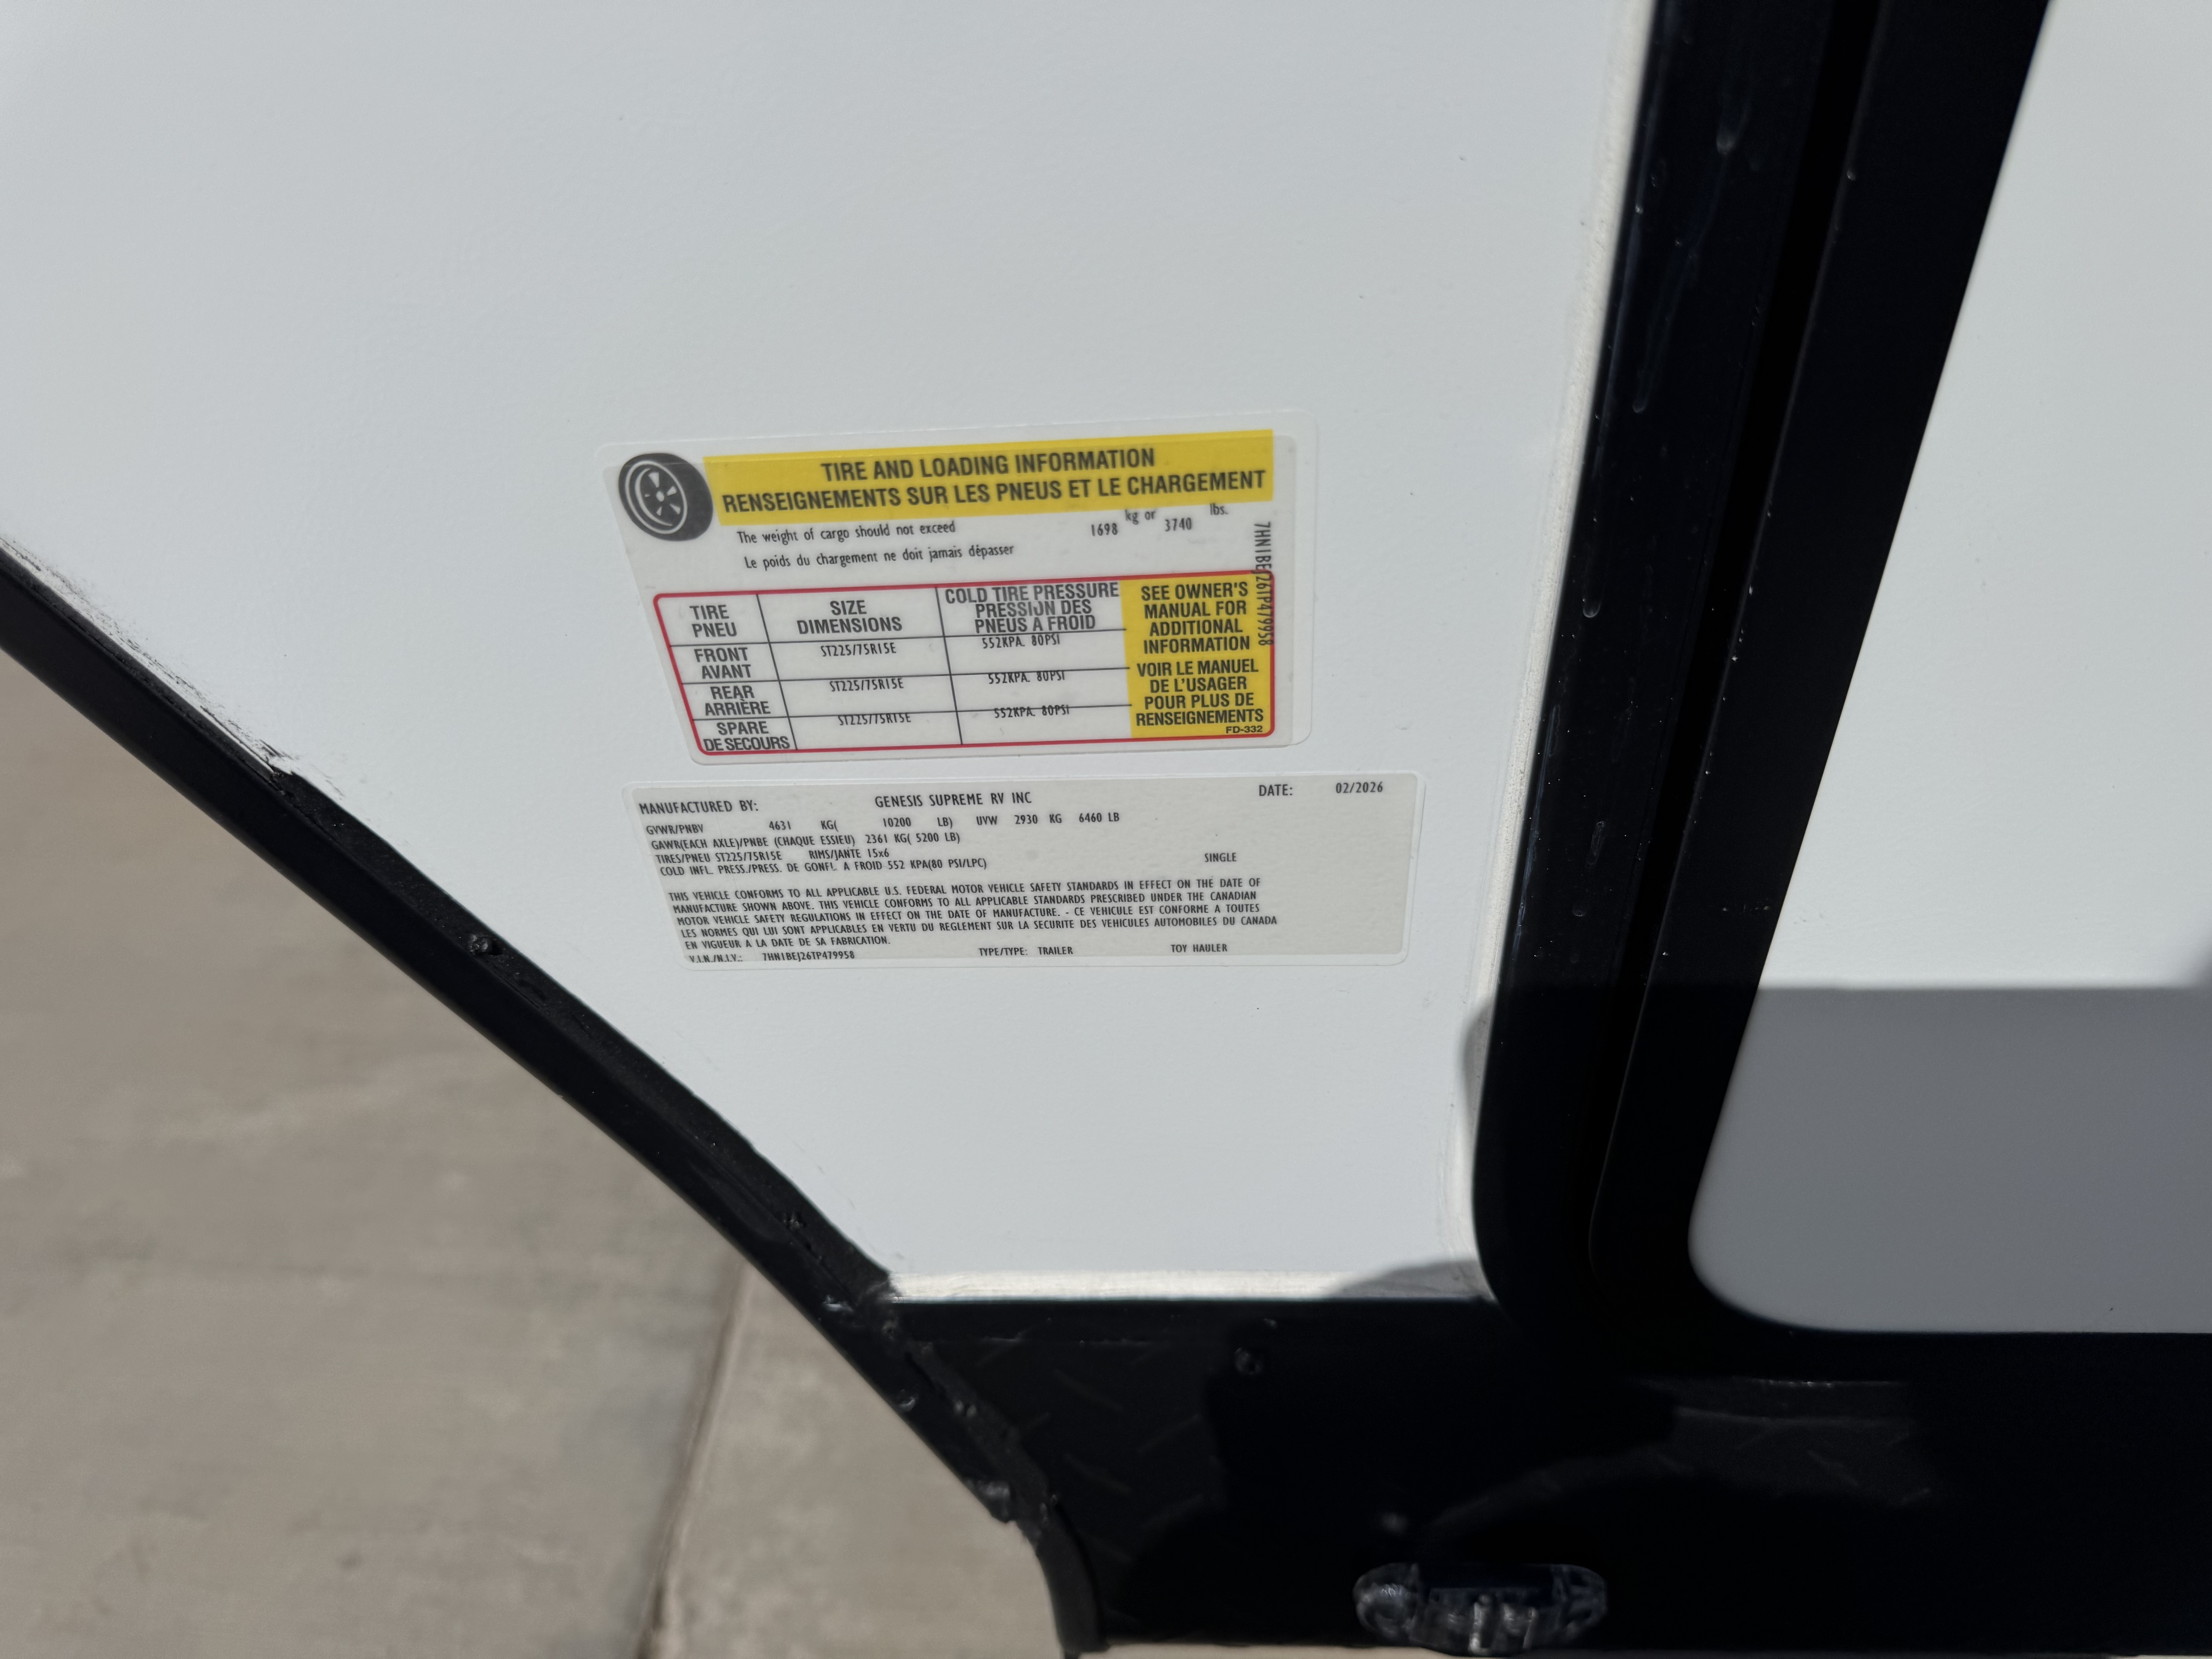 TIRE AND LOADING INFORMATION
RENSEIGNEMENTS SUR LES PNEUS ET LE CHARGEMENT
The weight of cargo should not exceed 1698 kg or 3740 lbs.
Le poids du chargement ne doit jamais dépasser
7HN1BEJ26TP479958
TIRE PNEU SIZE DIMENSIONS COLD TIRE PRESSURE PRESSION DES PNEUS A FROID
FRONT AVANT ST225/75R15E 552KPA. 80PSI
REAR ARRIÈRE ST225/75R15E 552KPA. 80PSI
SPARE DE SECOURS ST225/75R15E 552KPA. 80PSI
SEE OWNER'S
MANUAL FOR
ADDITIONAL
INFORMATION
VOIR LE MANUEL
DE L'USAGER
POUR PLUS DE
RENSEIGNEMENTS
FD-332
MANUFACTURED BY: GENESIS SUPREME RV INC DATE: 02/2026
GVWR/PNBV 4631 KG( 10200 LB) UVW 2930 KG 6460 LB
GAWR(EACH AXLE)/PNBE (CHAQUE ESSIEU) 2361 KG( 5200 LB)
TIRES/PNEU ST225/75R15E RIMS/JANTE 15x6
COLD INFL. PRESS./PRESS. DE GONFL. A FROID 552 KPA(80 PSI/LPC) SINGLE
THIS VEHICLE CONFORMS TO ALL APPLICABLE U.S. FEDERAL MOTOR VEHICLE SAFETY STANDARDS IN EFFECT ON THE DATE OF
MANUFACTURE SHOWN ABOVE. THIS VEHICLE CONFORMS TO ALL APPLICABLE STANDARDS PRESCRIBED UNDER THE CANADIAN
MOTOR VEHICLE SAFETY REGULATIONS IN EFFECT ON THE DATE OF MANUFACTURE. - CE VEHICULE EST CONFORME A TOUTES
LES NORMES QUI LUI SONT APPLICABLES EN VERTU DU REGLEMENT SUR LA SECURITE DES VEHICULES AUTOMOBILES DU CANADA
EN VIGUEUR A LA DATE DE SA FABRICATION.
V.I.N./N.I.V.: 7HN1BEJ26TP479958 TYPE/TYPE: TRAILER TOY HAULER